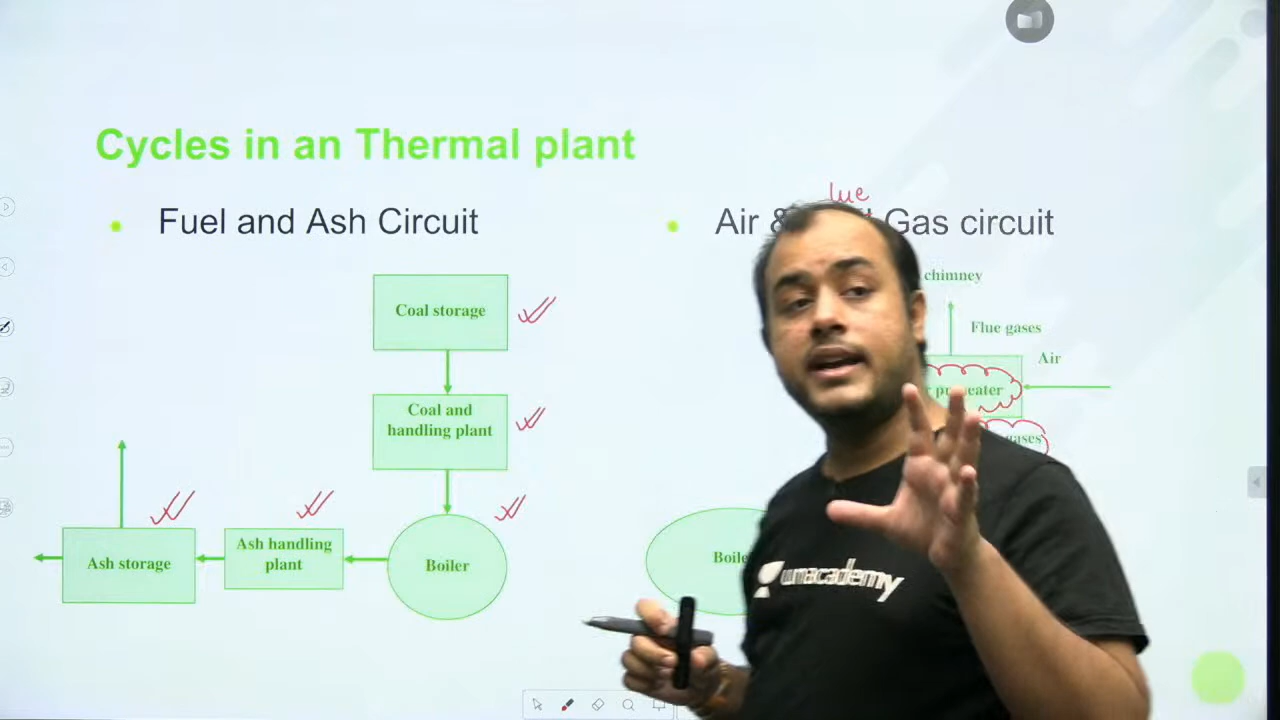 Cycles in an Thermal plant
Fuel and Ash Circuit
lue
Air & Gas circuit
Coal storage
Coal and
handling plant
Boiler
Ash handling
plant
Ash storage
chimney
Flue gases
Air
gases
unacademy